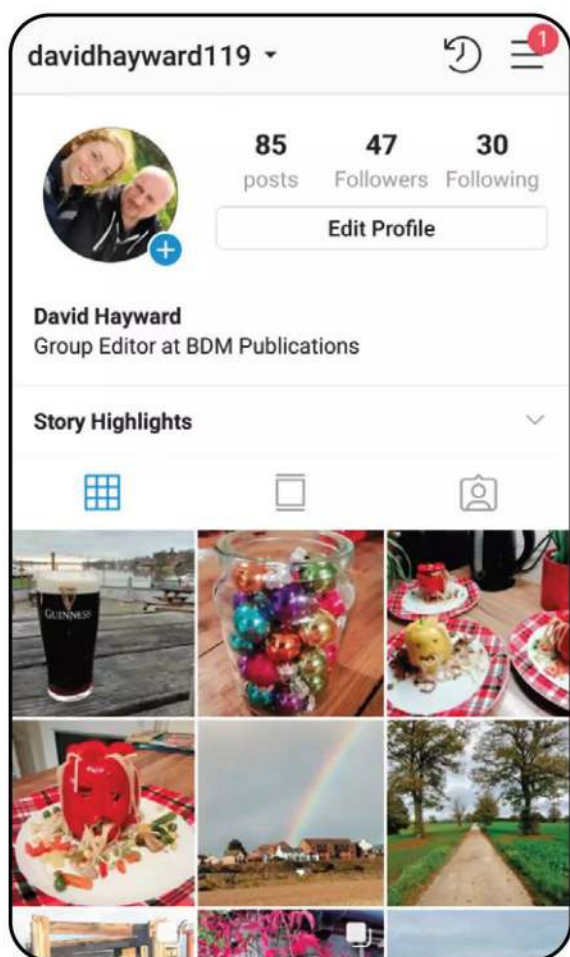 davidhayward119
1
85 47 30
posts Followers Following
Edit Profile
David Hayward
Group Editor at BDM Publications
Story Highlights
GUINNESS